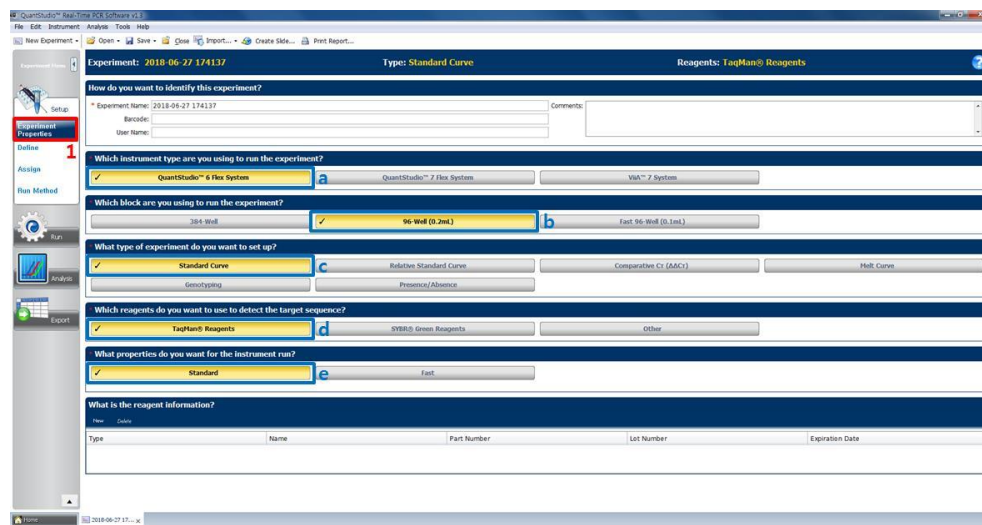 QuantStudio™ Real-Time PCR Software v1.3
File Edit Instrument Analysis Tools Help
New Experiment Open Save Close Import... Create Slide... Print Report...
Experiment: 2018-06-27 174137 Type: Standard Curve Reagents: TaqMan® Reagents
How do you want to identify this experiment?
* Experiment Name: 2018-06-27 174137 Comments:
Barcode:
User Name:
Setup
Experiment Properties
1
Define
Assign
Run Method
Run
Analysis
Export
* Which instrument type are you using to run the experiment?
✓ QuantStudio™ 6 Flex System a QuantStudio™ 7 Flex System ViiA™ 7 System
* Which block are you using to run the experiment?
384-Well ✓ 96-Well (0.2mL) b Fast 96-Well (0.1mL)
* What type of experiment do you want to set up?
✓ Standard Curve c Relative Standard Curve Comparative CT (ΔΔCT) Melt Curve
Genotyping Presence/Absence
* Which reagents do you want to use to detect the target sequence?
✓ TaqMan® Reagents d SYBR® Green Reagents Other
* What properties do you want for the instrument run?
✓ Standard e Fast
What is the reagent information?
New Delete
Type Name Part Number Lot Number Expiration Date
Home 2018-06-27 17... x